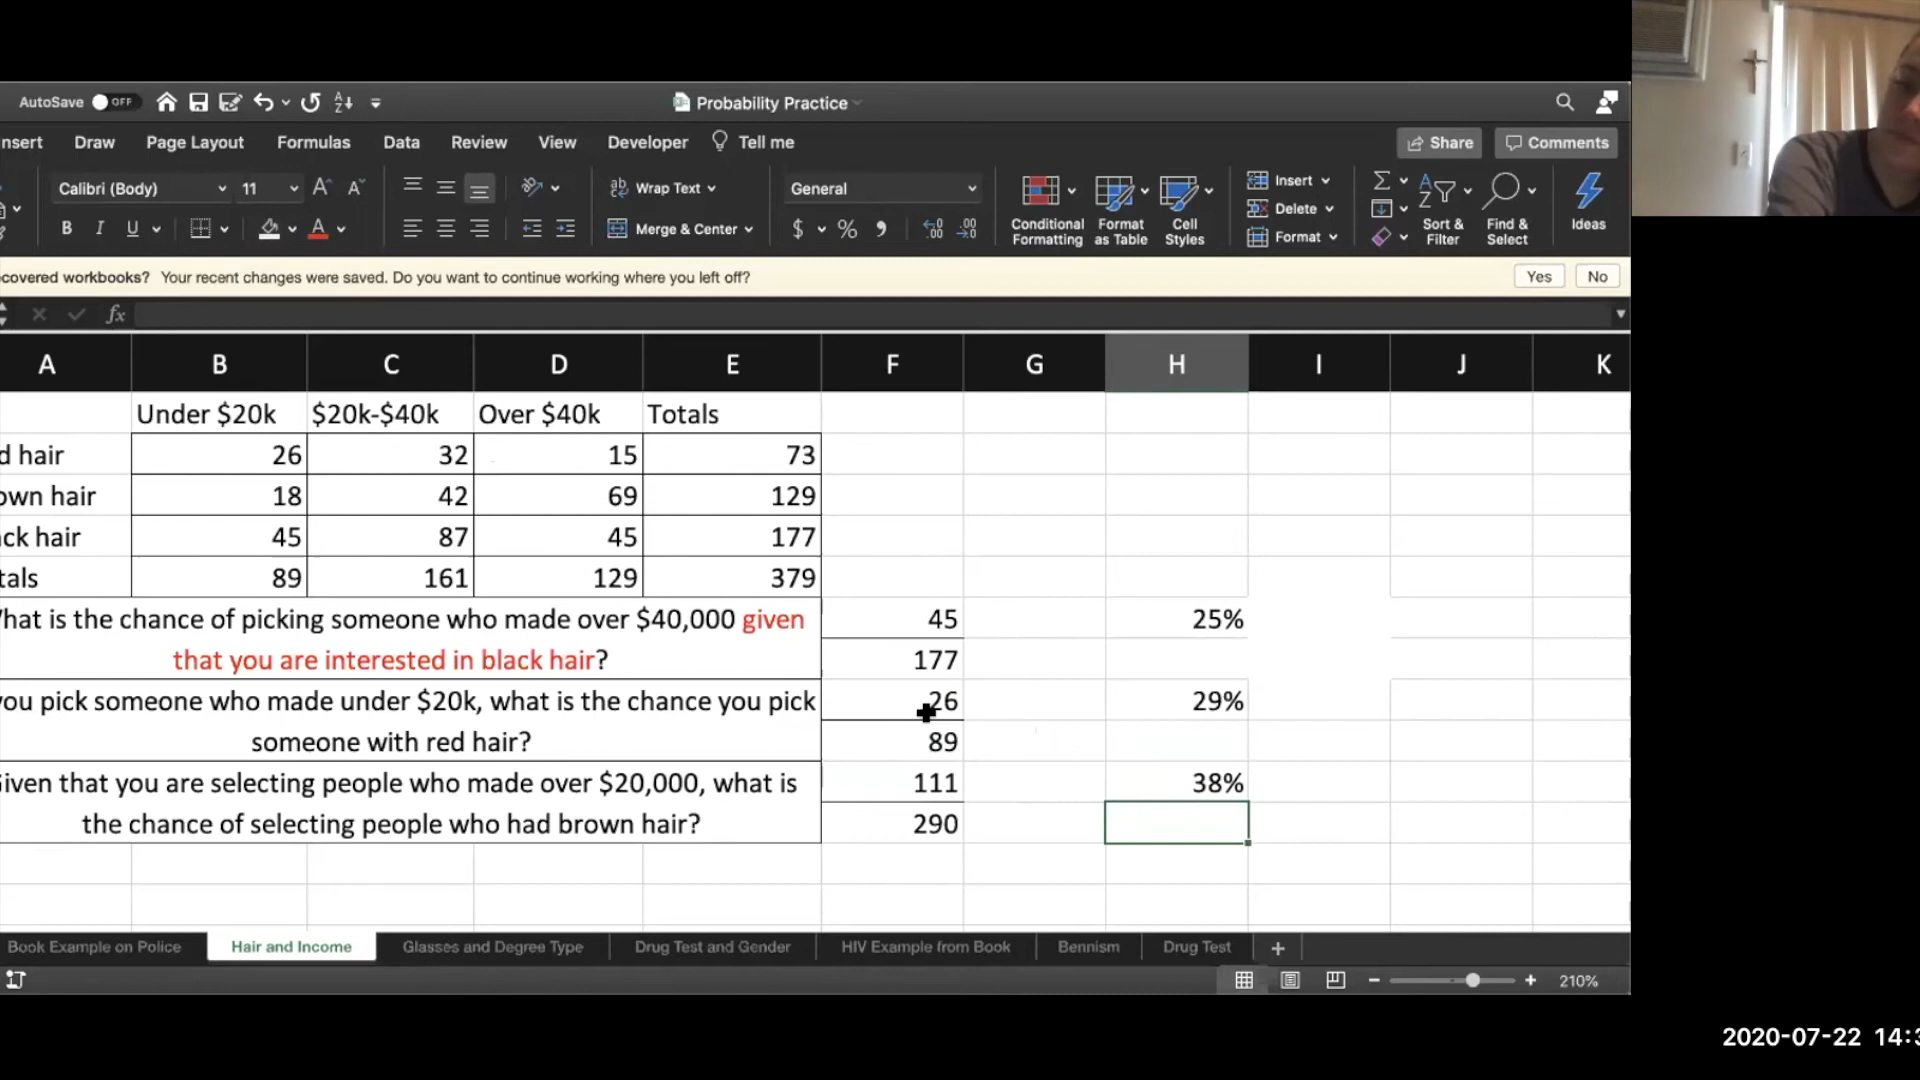 AutoSave OFF Probability Practice
nsert Draw Page Layout Formulas Data Review View Developer Tell me Share Comments
Calibri (Body) 11 A A Wrap Text General Insert
Delete
B I U A Merge & Center $ % Conditional Formatting Format as Table Cell Styles Format Sort & Filter Find & Select Ideas
covered workbooks? Your recent changes were saved. Do you want to continue working where you left off? Yes No
fx
A B C D E F G H I J K
Under $20k $20k-$40k Over $40k Totals
d hair 26 32 15 73
own hair 18 42 69 129
ack hair 45 87 45 177
tals 89 161 129 379
hat is the chance of picking someone who made over $40,000 given 45 25%
that you are interested in black hair? 177
you pick someone who made under $20k, what is the chance you pick 26 29%
someone with red hair? 89
iven that you are selecting people who made over $20,000, what is 111 38%
the chance of selecting people who had brown hair? 290
Book Example on Police Hair and Income Glasses and Degree Type Drug Test and Gender HIV Example from Book Bennism Drug Test +
210%
2020-07-22 14:3